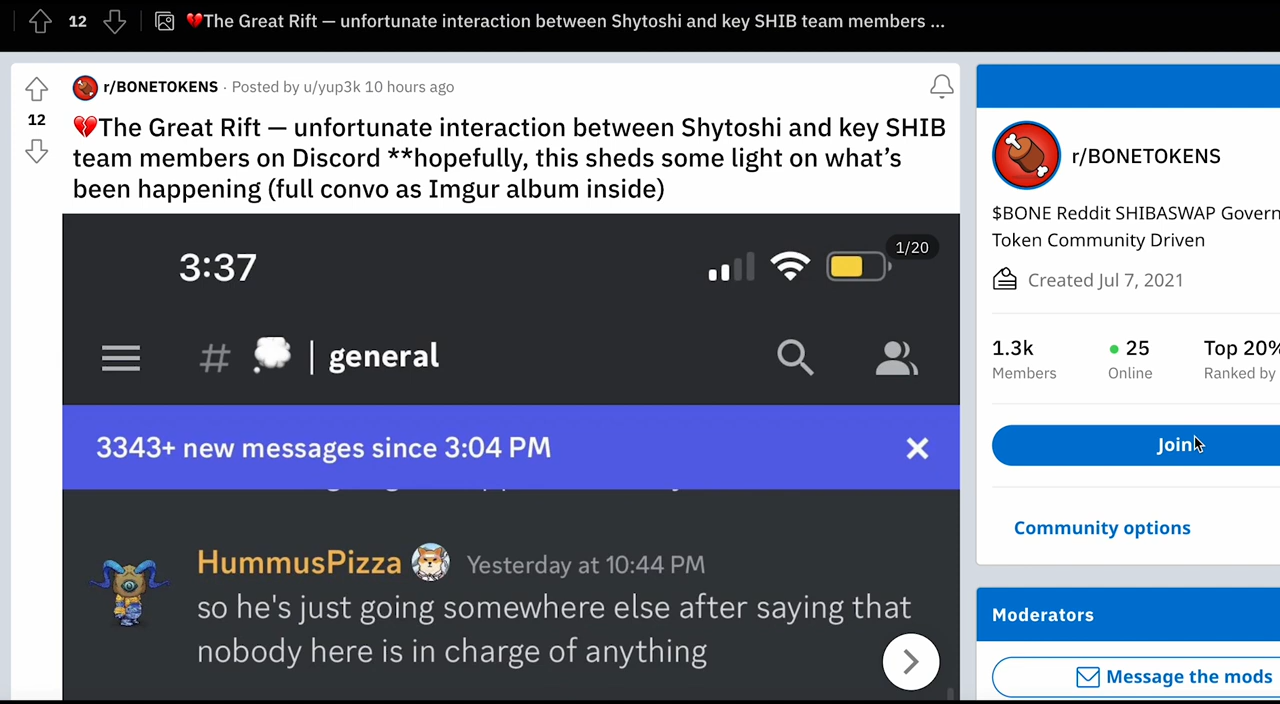 12 💔The Great Rift — unfortunate interaction between Shytoshi and key SHIB team members ...
r/BONETOKENS · Posted by u/yup3k 10 hours ago
12
💔The Great Rift — unfortunate interaction between Shytoshi and key SHIB
team members on Discord **hopefully, this sheds some light on what’s
been happening (full convo as Imgur album inside)
3:37
1/20
# 💭 | general
3343+ new messages since 3:04 PM
HummusPizza Yesterday at 10:44 PM
so he's just going somewhere else after saying that
nobody here is in charge of anything
r/BONETOKENS
$BONE Reddit SHIBASWAP Govern
Token Community Driven
Created Jul 7, 2021
1.3k 25 Top 20%
Members Online Ranked by
Join
Community options
Moderators
Message the mods